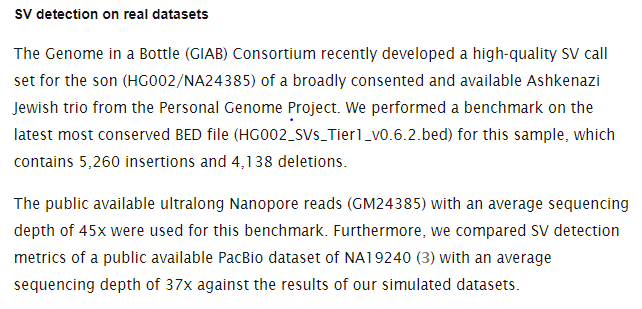 SV detection on real datasets
The Genome in a Bottle (GIAB) Consortium recently developed a high-quality SV call
set for the son (HG002/NA24385) of a broadly consented and available Ashkenazi
Jewish trio from the Personal Genome Project. We performed a benchmark on the
latest most conserved BED file (HG002_SVs_Tier1_v0.6.2.bed) for this sample, which
contains 5,260 insertions and 4,138 deletions.
The public available ultralong Nanopore reads (GM24385) with an average sequencing
depth of 45x were used for this benchmark. Furthermore, we compared SV detection
metrics of a public available PacBio dataset of NA19240 (3) with an average
sequencing depth of 37x against the results of our simulated datasets.